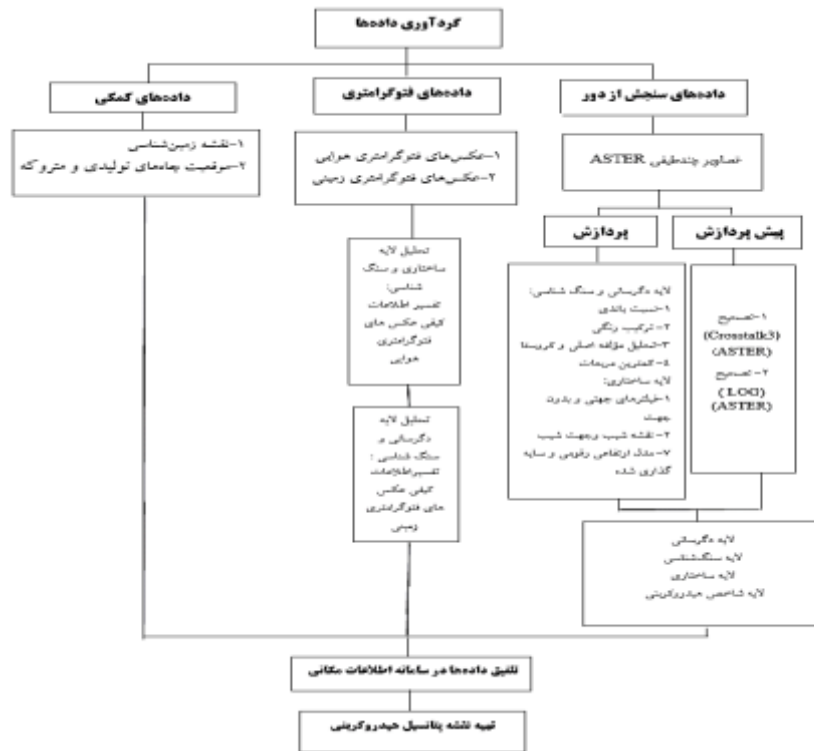 گردآوری داده‌ها
داده‌های سنجش از دور
داده‌های فتوگرامتری
داده‌های کمکی
تصاویر چندطیفی ASTER
۱-عکس‌های فتوگرامتری هوایی
۲-عکس‌های فتوگرامتری زمینی
۱-نقشه زمین‌شناسی
۲-موقعیت چاه‌های تولیدی و متروکه
پیش پردازش
پردازش
۱-تصحیح
(Crosstalk3)
(ASTER)
۲-تصحیح
(LOG)
(ASTER)
لایه دگرسانی و سنگ شناسی:
۱-نسبت باندی
۲-ترکیب رنگی
۳-تحلیل مؤلفه اصلی و کروستا
٤-کمترین مربعات
لایه ساختاری:
۱-فیلترهای جهتی و بدون
جهت
۲-نقشه شیب وجهت شیب
۷-مدل ارتفاعی رقومی و سایه
گذاری شده
تحلیل لایه
ساختاری و سنگ
شناسی:
تفسیر اطلاعات
کیفی عکس های
فتوگرامتری
هوایی
تحلیل لایه
دگرسانی و
سنگ شناسی :
تفسیراطلاعات
کیفی عکس
های فتوگرامتری
زمینی
لایه دگرسانی
لایه سنگ‌شناسی
لایه ساختاری
لایه شاخص هیدروکربنی
تلفیق داده‌ها در سامانه اطلاعات مکانی
تهیه نقشه پتانسیل هیدروکربنی